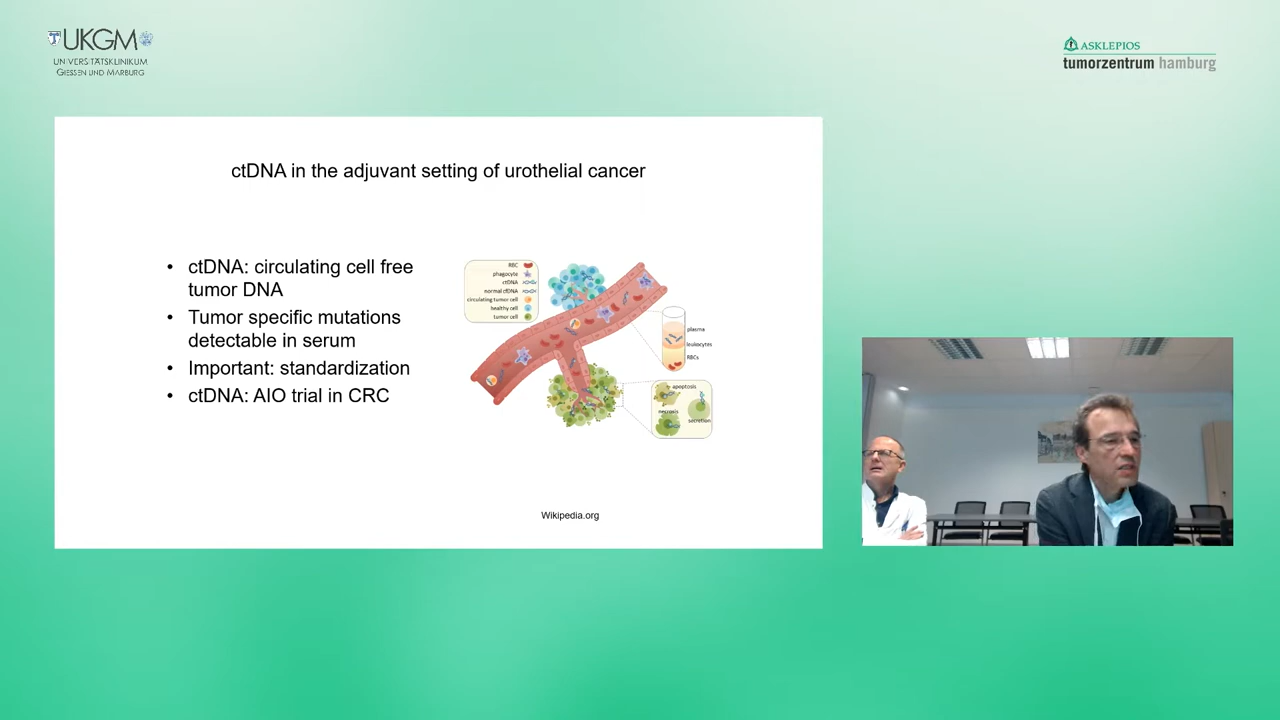 UKGM
UNIVERSITÄTSKLINIKUM
GIESSEN UND MARBURG
ASKLEPIOS
tumorzentrum hamburg
ctDNA in the adjuvant setting of urothelial cancer
• ctDNA: circulating cell free
tumor DNA
• Tumor specific mutations
detectable in serum
• Important: standardization
• ctDNA: AIO trial in CRC
RBC
phagocyte
ctDNA
normal cfDNA
circulating tumor cell
healthy cell
tumor cell
plasma
leukocytes
RBCs
apoptosis
necrosis
secretion
Wikipedia.org